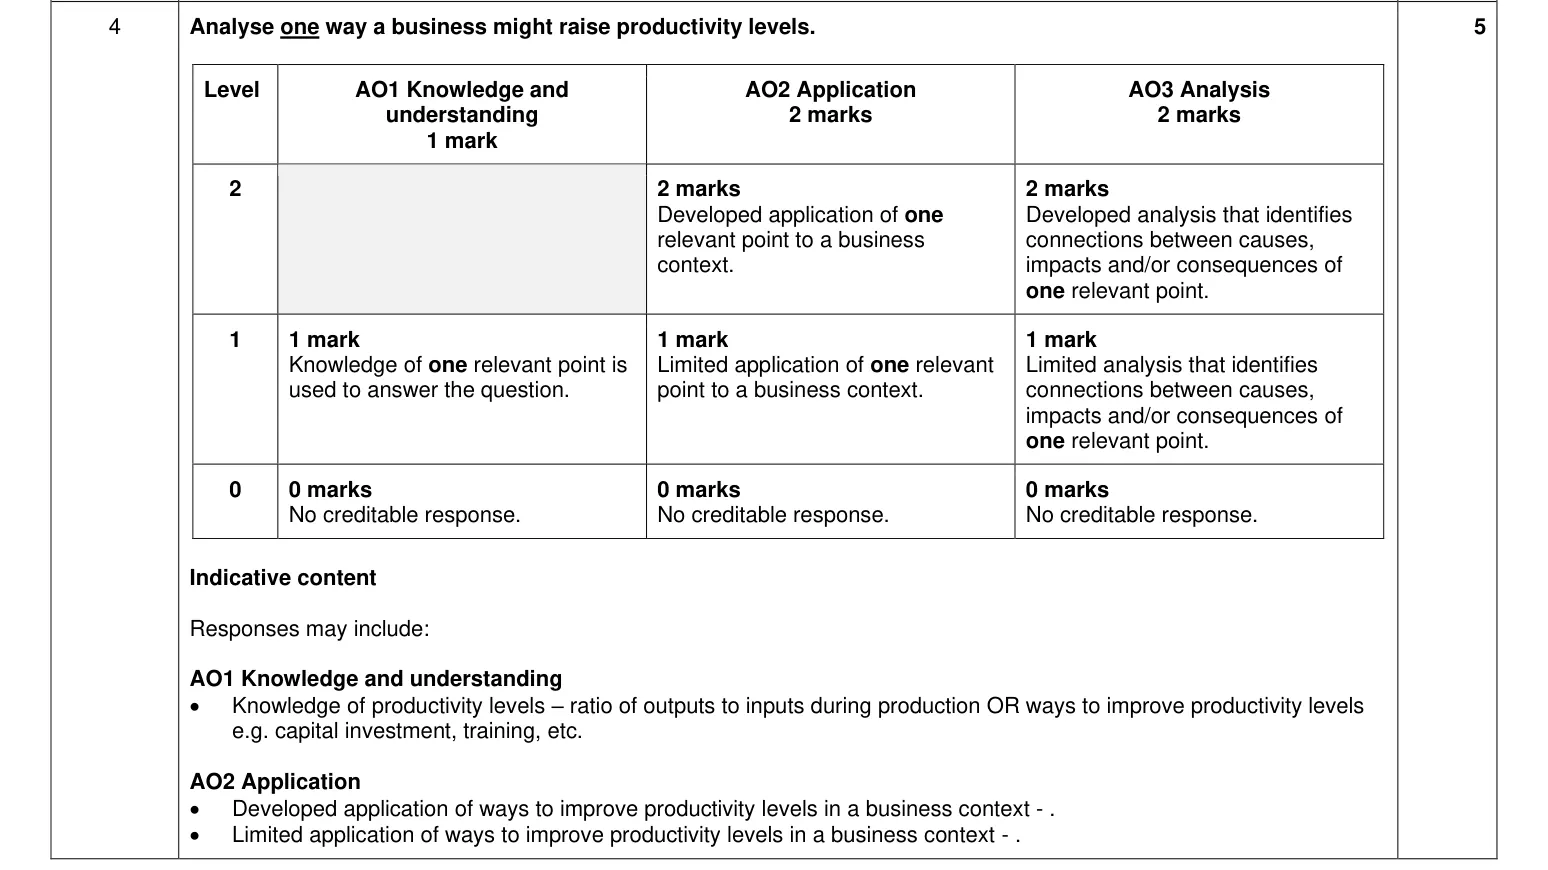 4 Analyse one way a business might raise productivity levels. 5
Level AO1 Knowledge and understanding 1 mark AO2 Application 2 marks AO3 Analysis 2 marks
2
2 marks
Developed application of one
relevant point to a business
context.
2 marks
Developed analysis that identifies
connections between causes,
impacts and/or consequences of
one relevant point.
1
1 mark
Knowledge of one relevant point is
used to answer the question.
1 mark
Limited application of one relevant
point to a business context.
1 mark
Limited analysis that identifies
connections between causes,
impacts and/or consequences of
one relevant point.
0
0 marks
No creditable response.
0 marks
No creditable response.
0 marks
No creditable response.
Indicative content
Responses may include:
AO1 Knowledge and understanding
• Knowledge of productivity levels – ratio of outputs to inputs during production OR ways to improve productivity levels
e.g. capital investment, training, etc.
AO2 Application
• Developed application of ways to improve productivity levels in a business context - .
• Limited application of ways to improve productivity levels in a business context - .